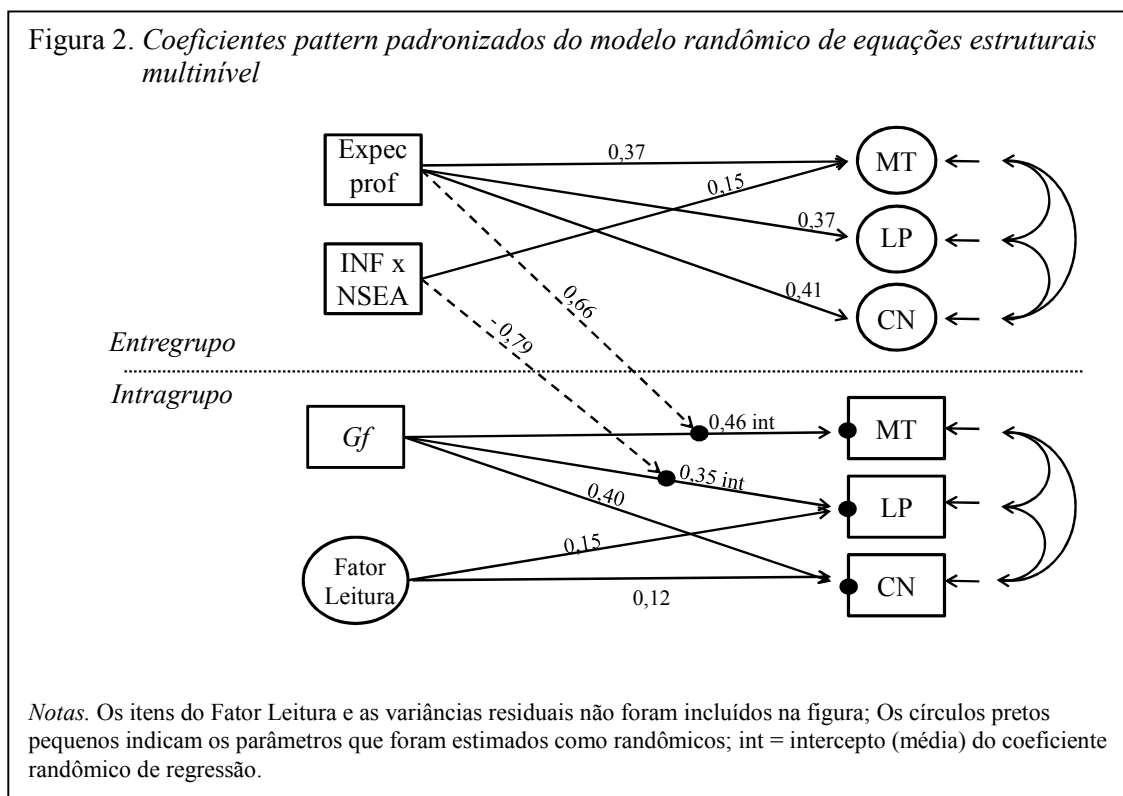 Figura 2. Coeficientes pattern padronizados do modelo randômico de equações estruturais
multinível
Expec
prof
0,37
MT
0,15
0,37
LP
INF x
NSEA
0,66
0,41
CN
- 0,79
Entregrupo
Intragrupo
Gf
0,46 int
MT
0,35 int
0,40
LP
0,15
Fator
Leitura
CN
0,12
Notas. Os itens do Fator Leitura e as variâncias residuais não foram incluídos na figura; Os círculos pretos
pequenos indicam os parâmetros que foram estimados como randômicos; int = intercepto (média) do coeficiente
randômico de regressão.